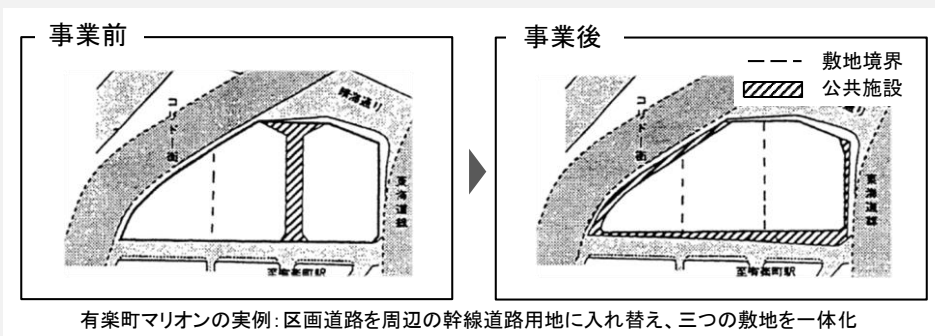 事業前
コリドー街
晴海通り
東海道線
至有楽町駅
事業後
敷地境界
公共施設
コリドー街
東海道線
至有楽町駅
有楽町マリオンの実例：区画道路を周辺の幹線道路用地に入れ替え、三つの敷地を一体化